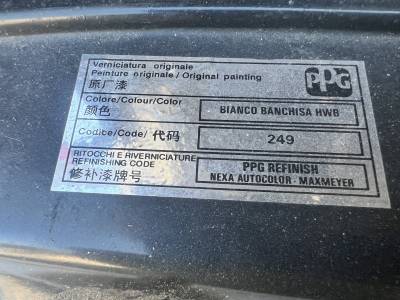 Verniciatura originale
Peinture originale / Original painting
原厂漆
PPG
Colore/Colour/Color
颜色
BIANCO BANCHISA HWB
Codice/Code/ 代码
249
RITOCCHI E RIVERNICIATURE
REFINISHING CODE
修补漆牌号
PPG REFINISH
NEXA AUTOCOLOR - MAXMEYER